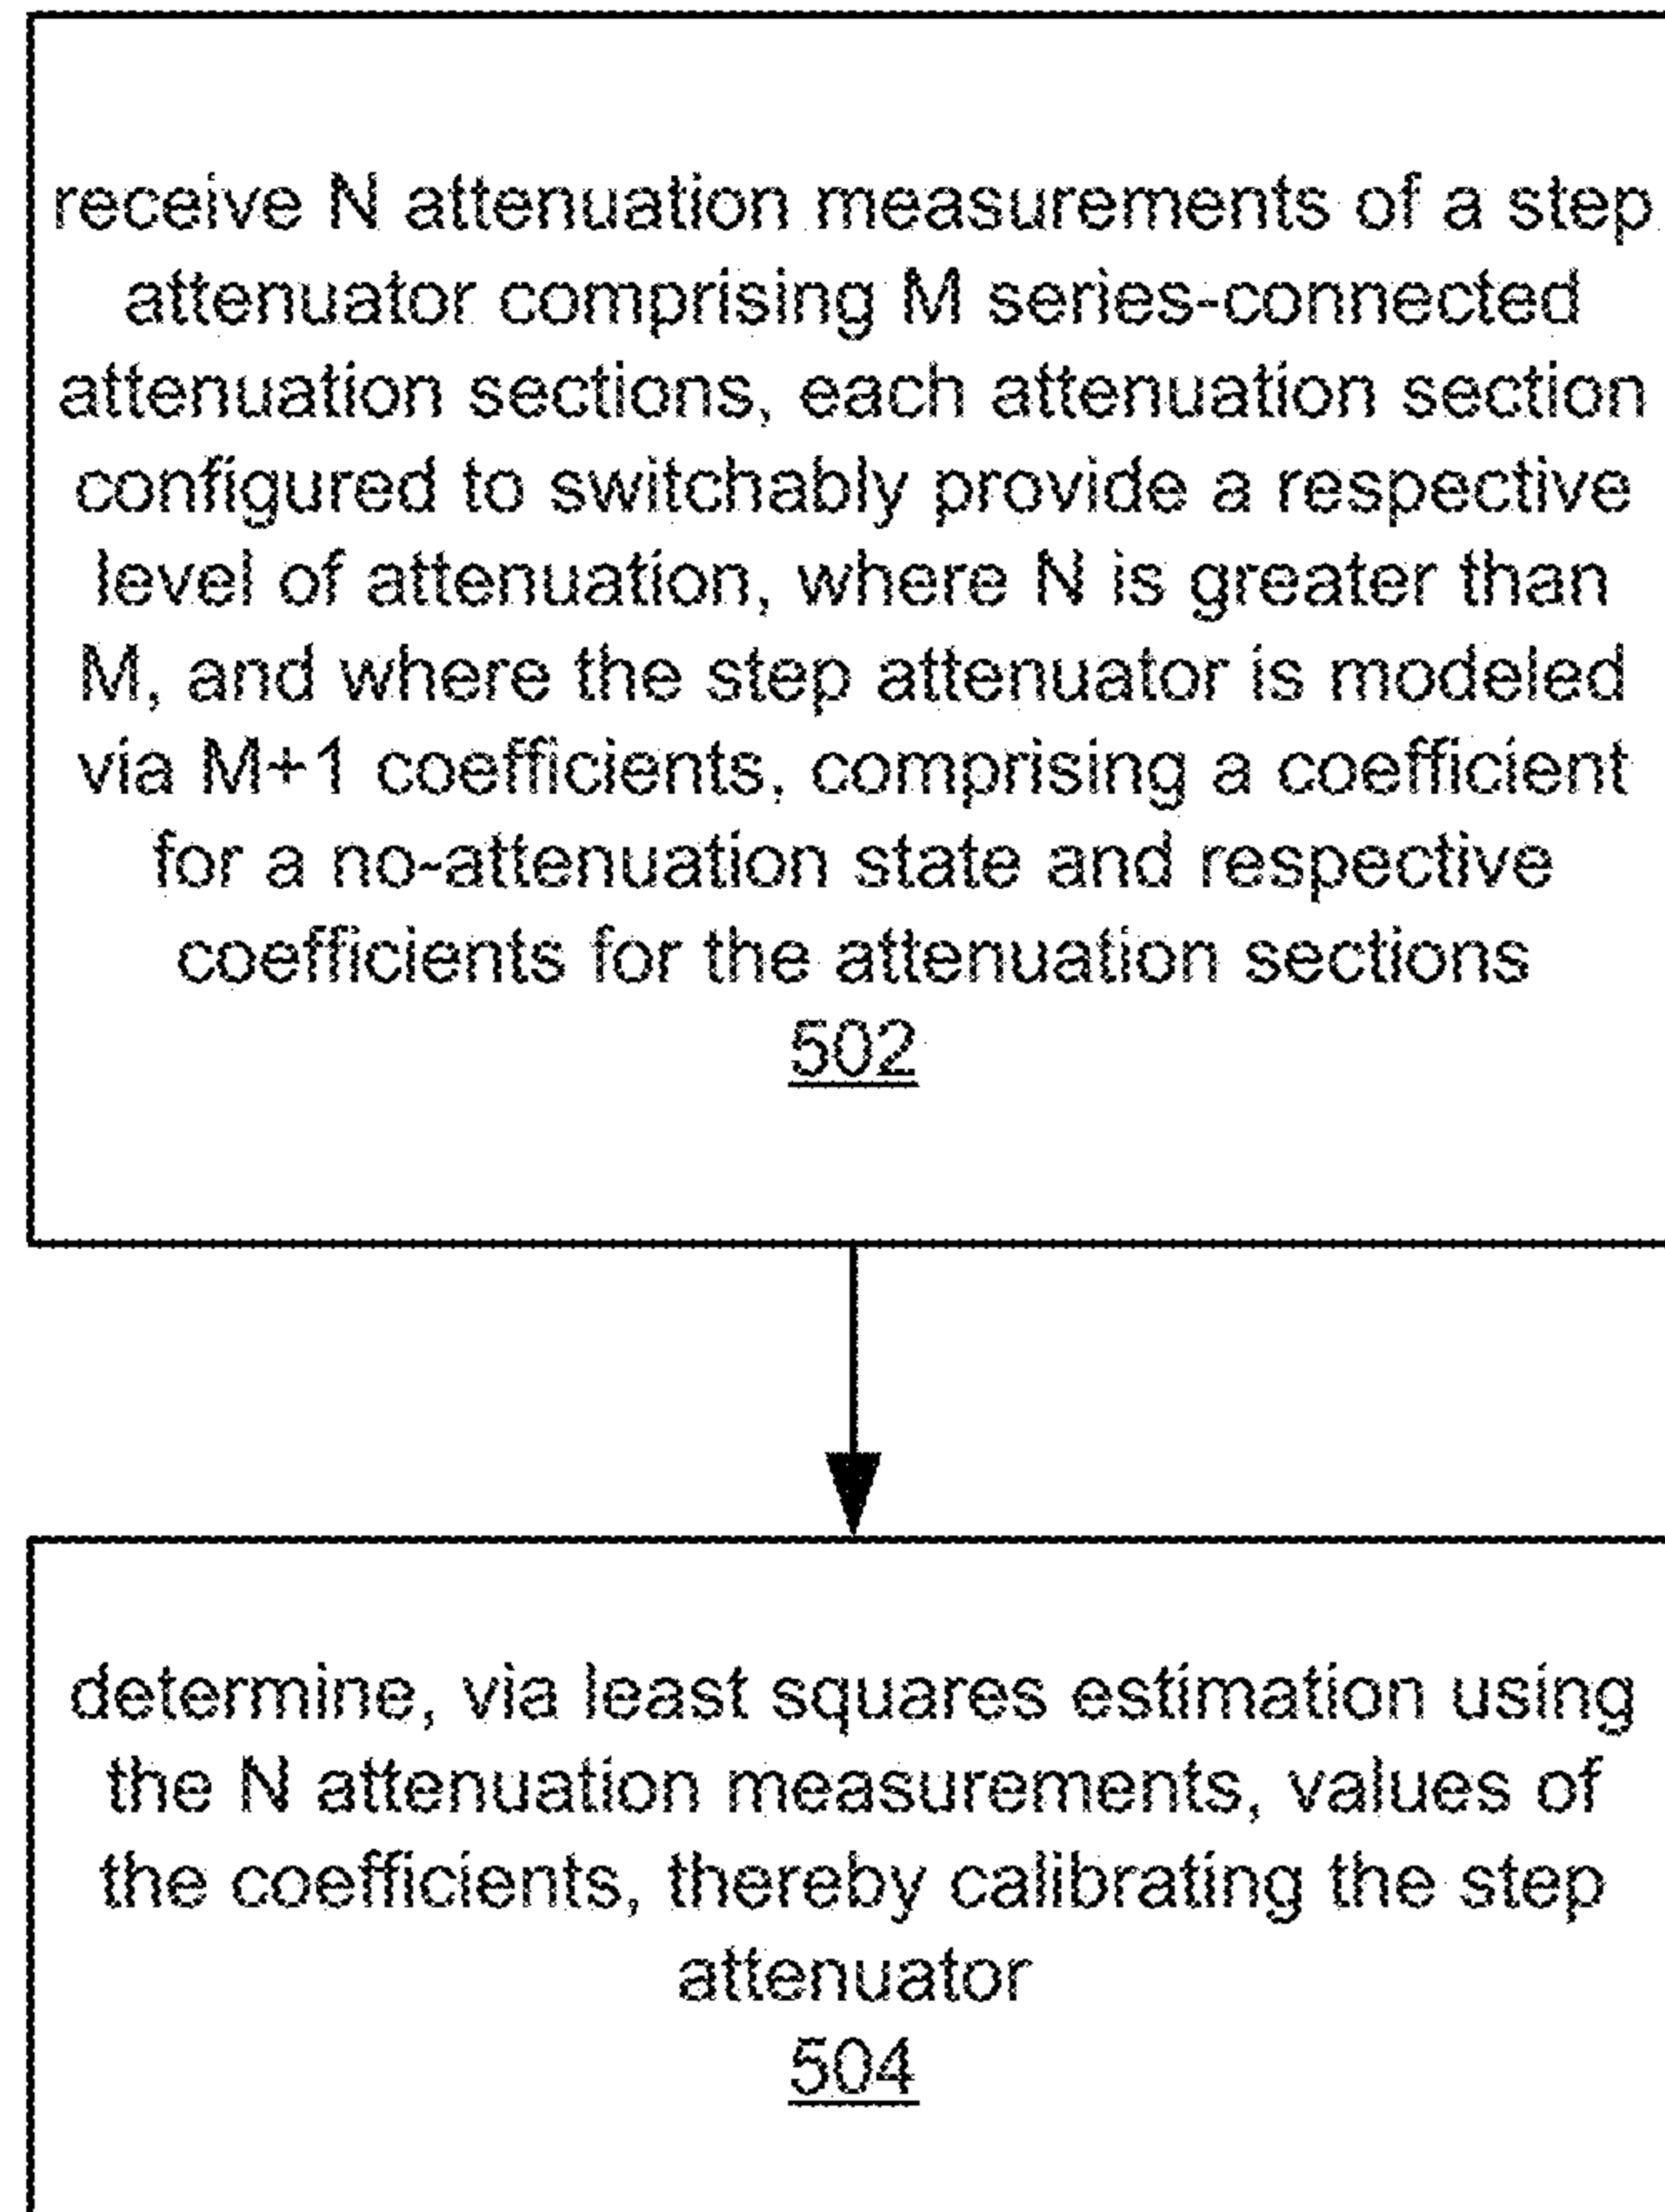 receive N attenuation measurements of a step
attenuator comprising M series-connected
attenuation sections, each attenuation section
configured to switchably provide a respective
level of attenuation, where N is greater than
M, and where the step attenuator is modeled
via M+1 coefficients, comprising a coefficient
for a no-attenuation state and respective
coefficients for the attenuation sections
502
determine, via least squares estimation using
the N attenuation measurements, values of
the coefficients, thereby calibrating the step
attenuator
504